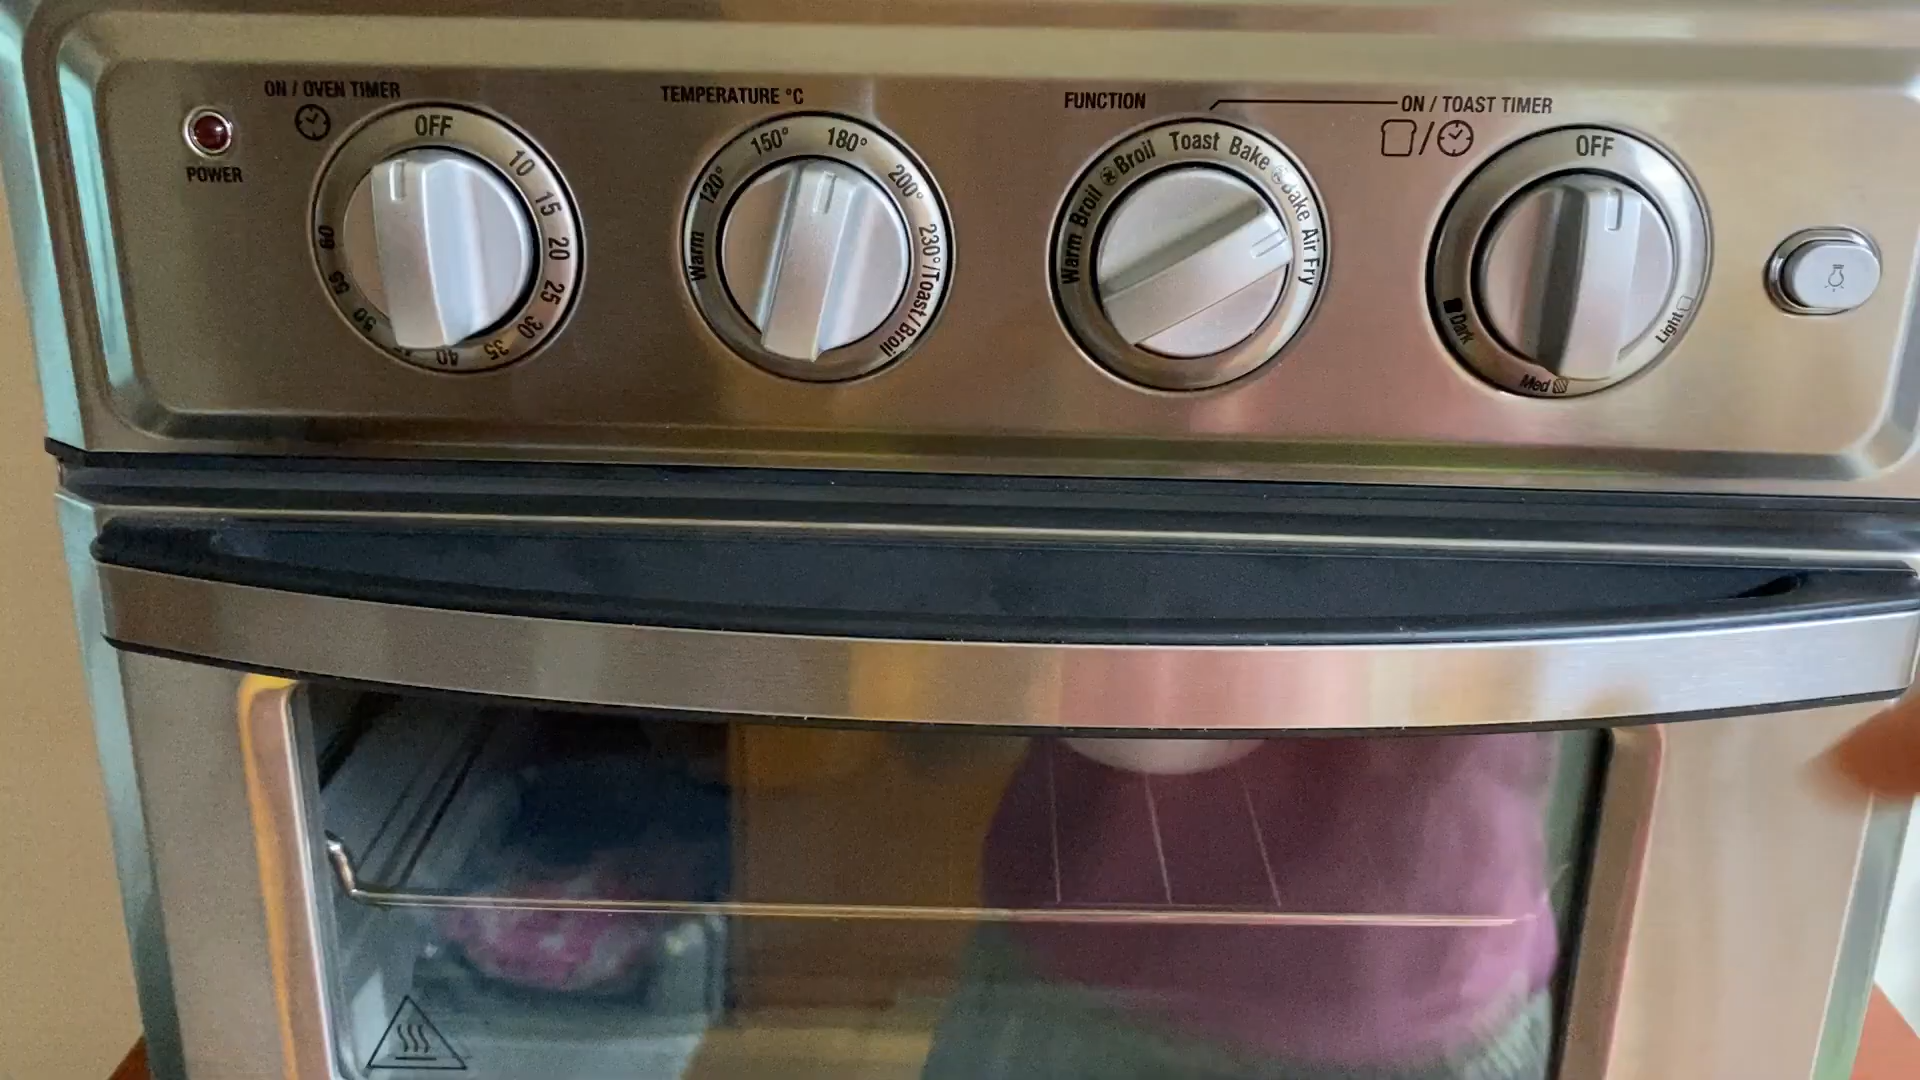 POWER
ON / OVEN TIMER
OFF
10
15
20
25
30
35
40
50
55
60
TEMPERATURE °C
Warm
120°
150°
180°
200°
230°/Toast/Broil
FUNCTION
Warm
Broil
Broil
Toast
Bake
Bake
Air Fry
ON / TOAST TIMER
OFF
Light
Med
Dark